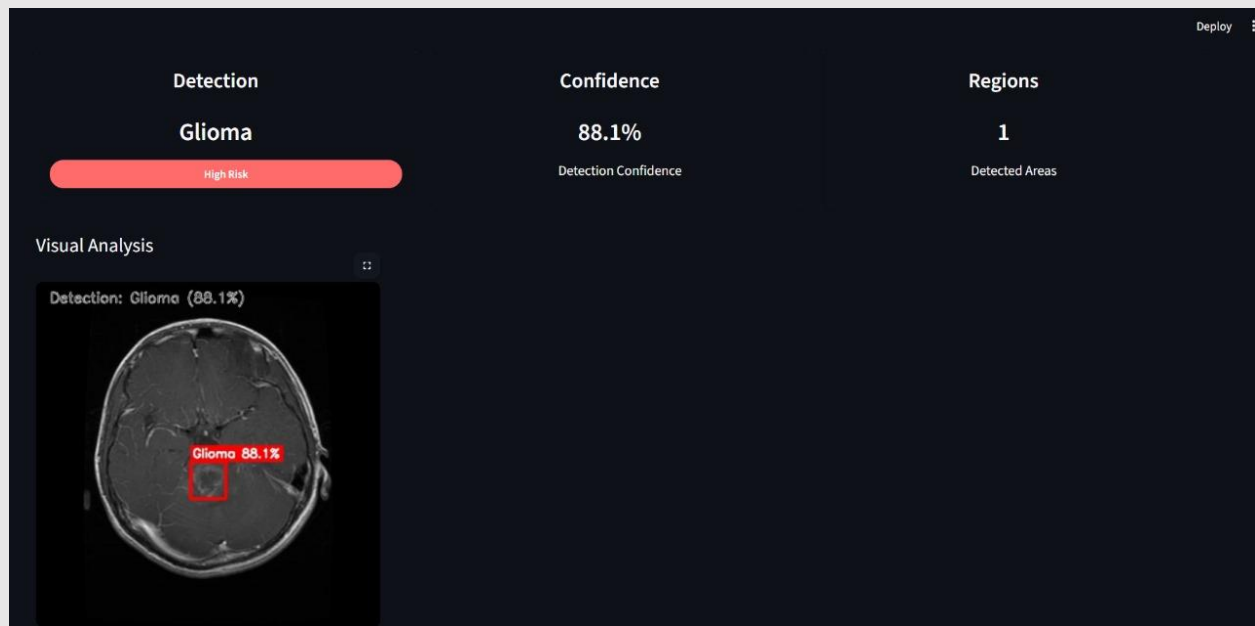 Deploy
Detection
Confidence
Regions
Glioma
88.1%
1
High Risk
Detection Confidence
Detected Areas
Visual Analysis
Detection: Glioma (88.1%)
Glioma 88.1%